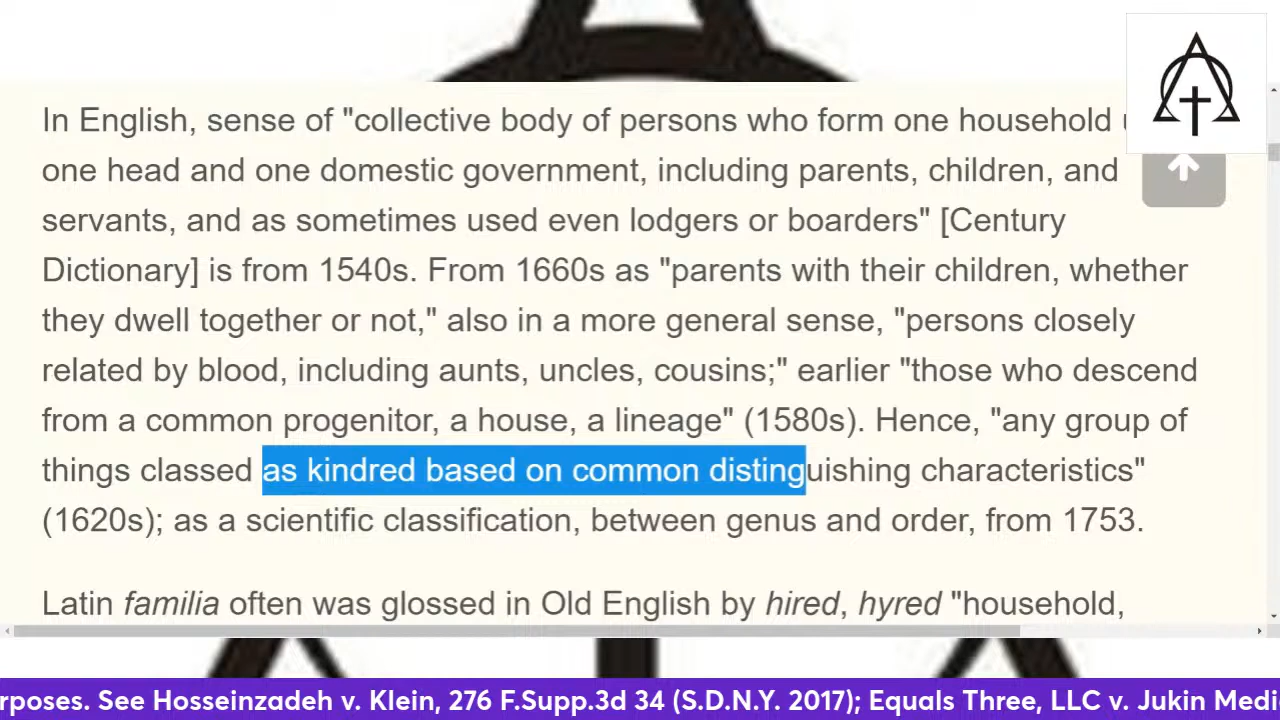 In English, sense of "collective body of persons who form one household
one head and one domestic government, including parents, children, and
servants, and as sometimes used even lodgers or boarders" [Century
Dictionary] is from 1540s. From 1660s as "parents with their children, whether
they dwell together or not," also in a more general sense, "persons closely
related by blood, including aunts, uncles, cousins;" earlier "those who descend
from a common progenitor, a house, a lineage" (1580s). Hence, "any group of
things classed as kindred based on common distinguishing characteristics"
(1620s); as a scientific classification, between genus and order, from 1753.
Latin familia often was glossed in Old English by hired, hyred "household,
rposes. See Hosseinzadeh v. Klein, 276 F.Supp.3d 34 (S.D.N.Y. 2017); Equals Three, LLC v. Jukin Medi